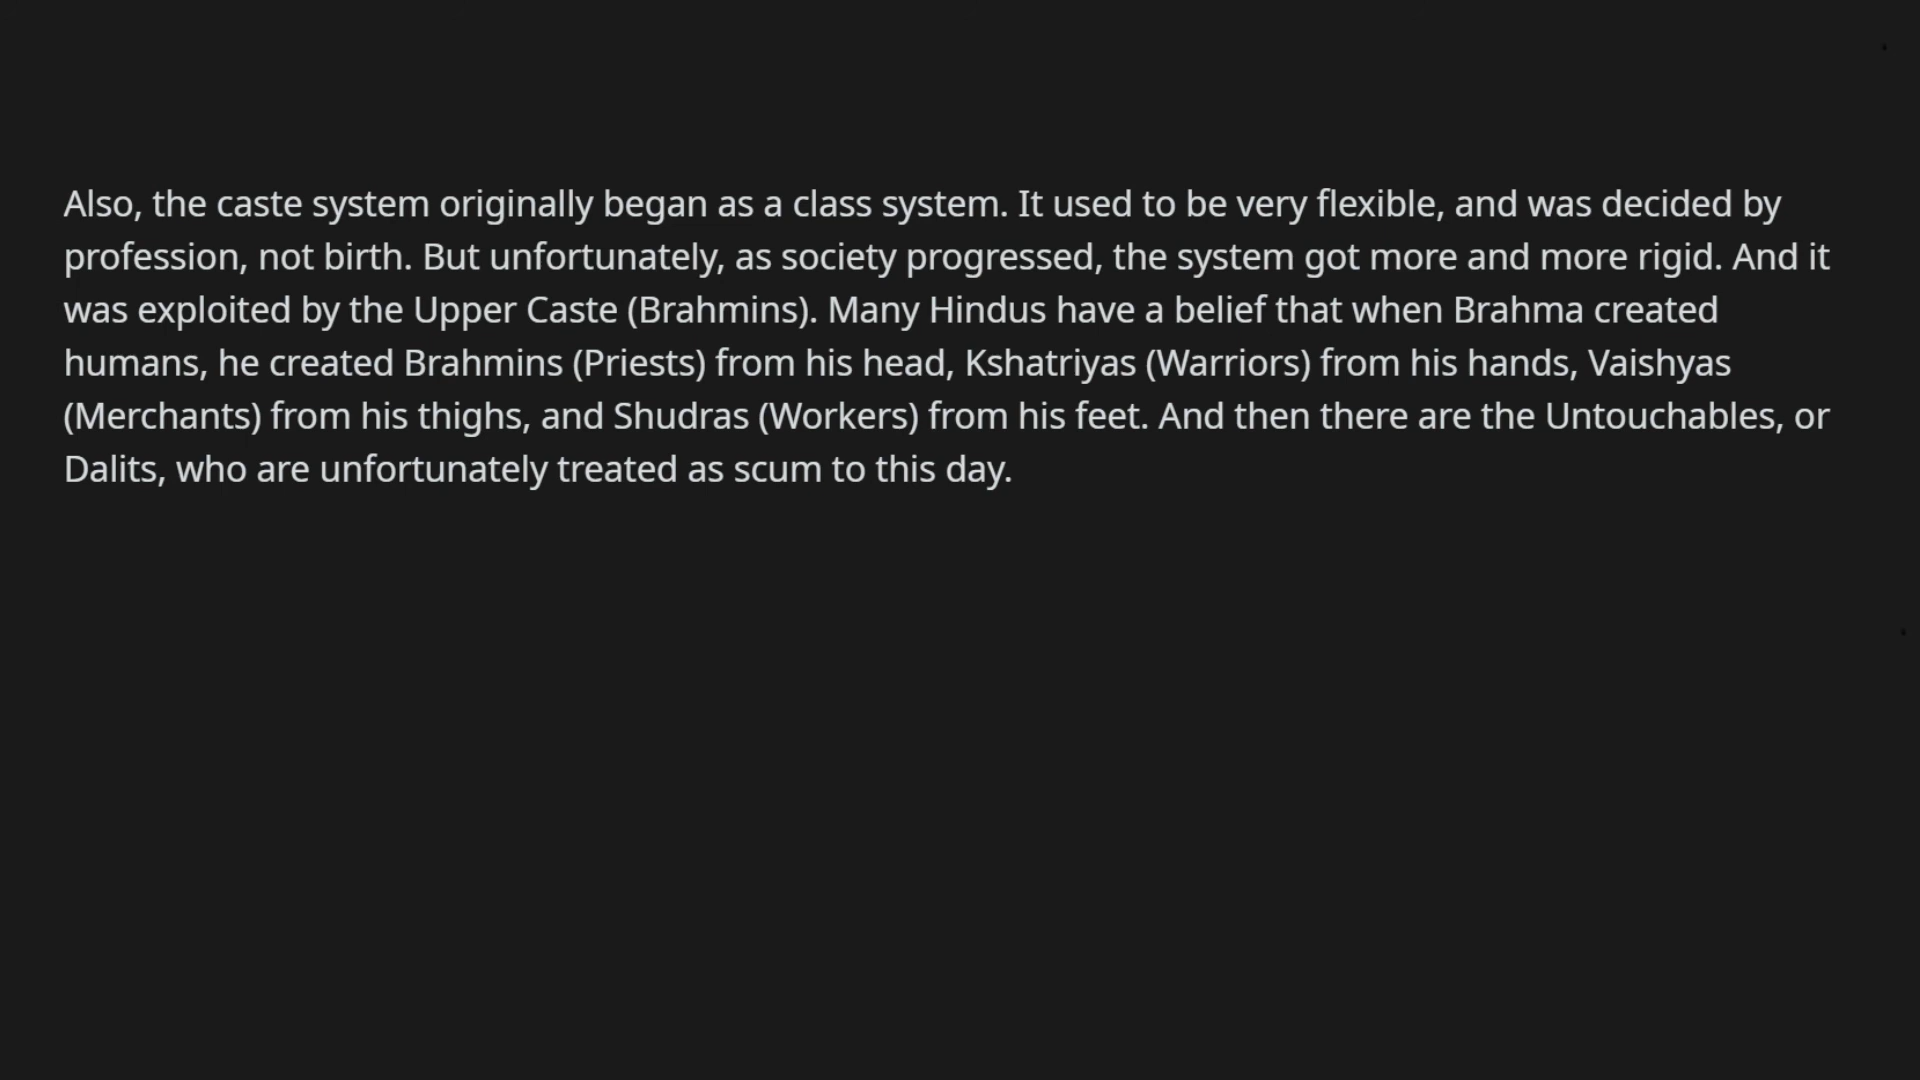 Also, the caste system originally began as a class system. It used to be very flexible, and was decided by
profession, not birth. But unfortunately, as society progressed, the system got more and more rigid. And it
was exploited by the Upper Caste (Brahmins). Many Hindus have a belief that when Brahma created
humans, he created Brahmins (Priests) from his head, Kshatriyas (Warriors) from his hands, Vaishyas
(Merchants) from his thighs, and Shudras (Workers) from his feet. And then there are the Untouchables, or
Dalits, who are unfortunately treated as scum to this day.